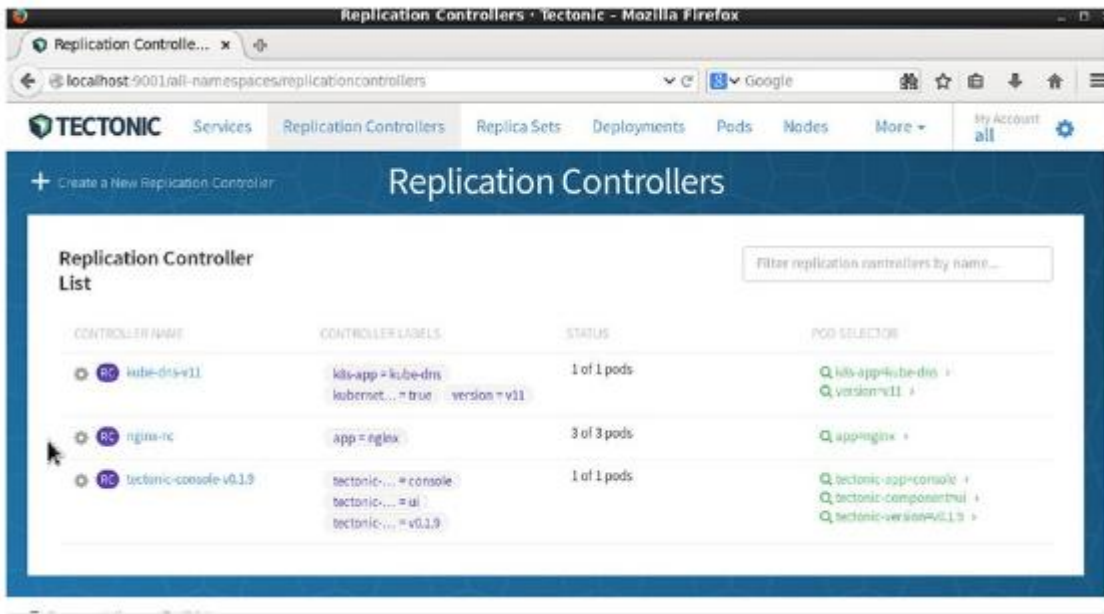 Replication Controllers · Tectonic - Mozilla Firefox
Replication Controlle... ×
localhost:9001/all-namespaces/replicationcontrollers
Google
TECTONIC Services Replication Controllers Replica Sets Deployments Pods Nodes More My Account all
+ Create a New Replication Controller
Replication Controllers
Replication Controller List
Filter replication controllers by name...
CONTROLLER NAME CONTROLLER LABELS STATUS POD SELECTOR
RC kube-dns-v11 k8s-app = kube-dns 1 of 1 pods k8s-app=kube-dns
kubernet... = true version = v11 version=v11
RC nginx-rc app = nginx 3 of 3 pods app=nginx
RC tectonic-console-v0.1.9 tectonic-... = console 1 of 1 pods tectonic-app=console
tectonic-... = ui tectonic-component=ui
tectonic-... = v0.1.9 tectonic-version=v0.1.9